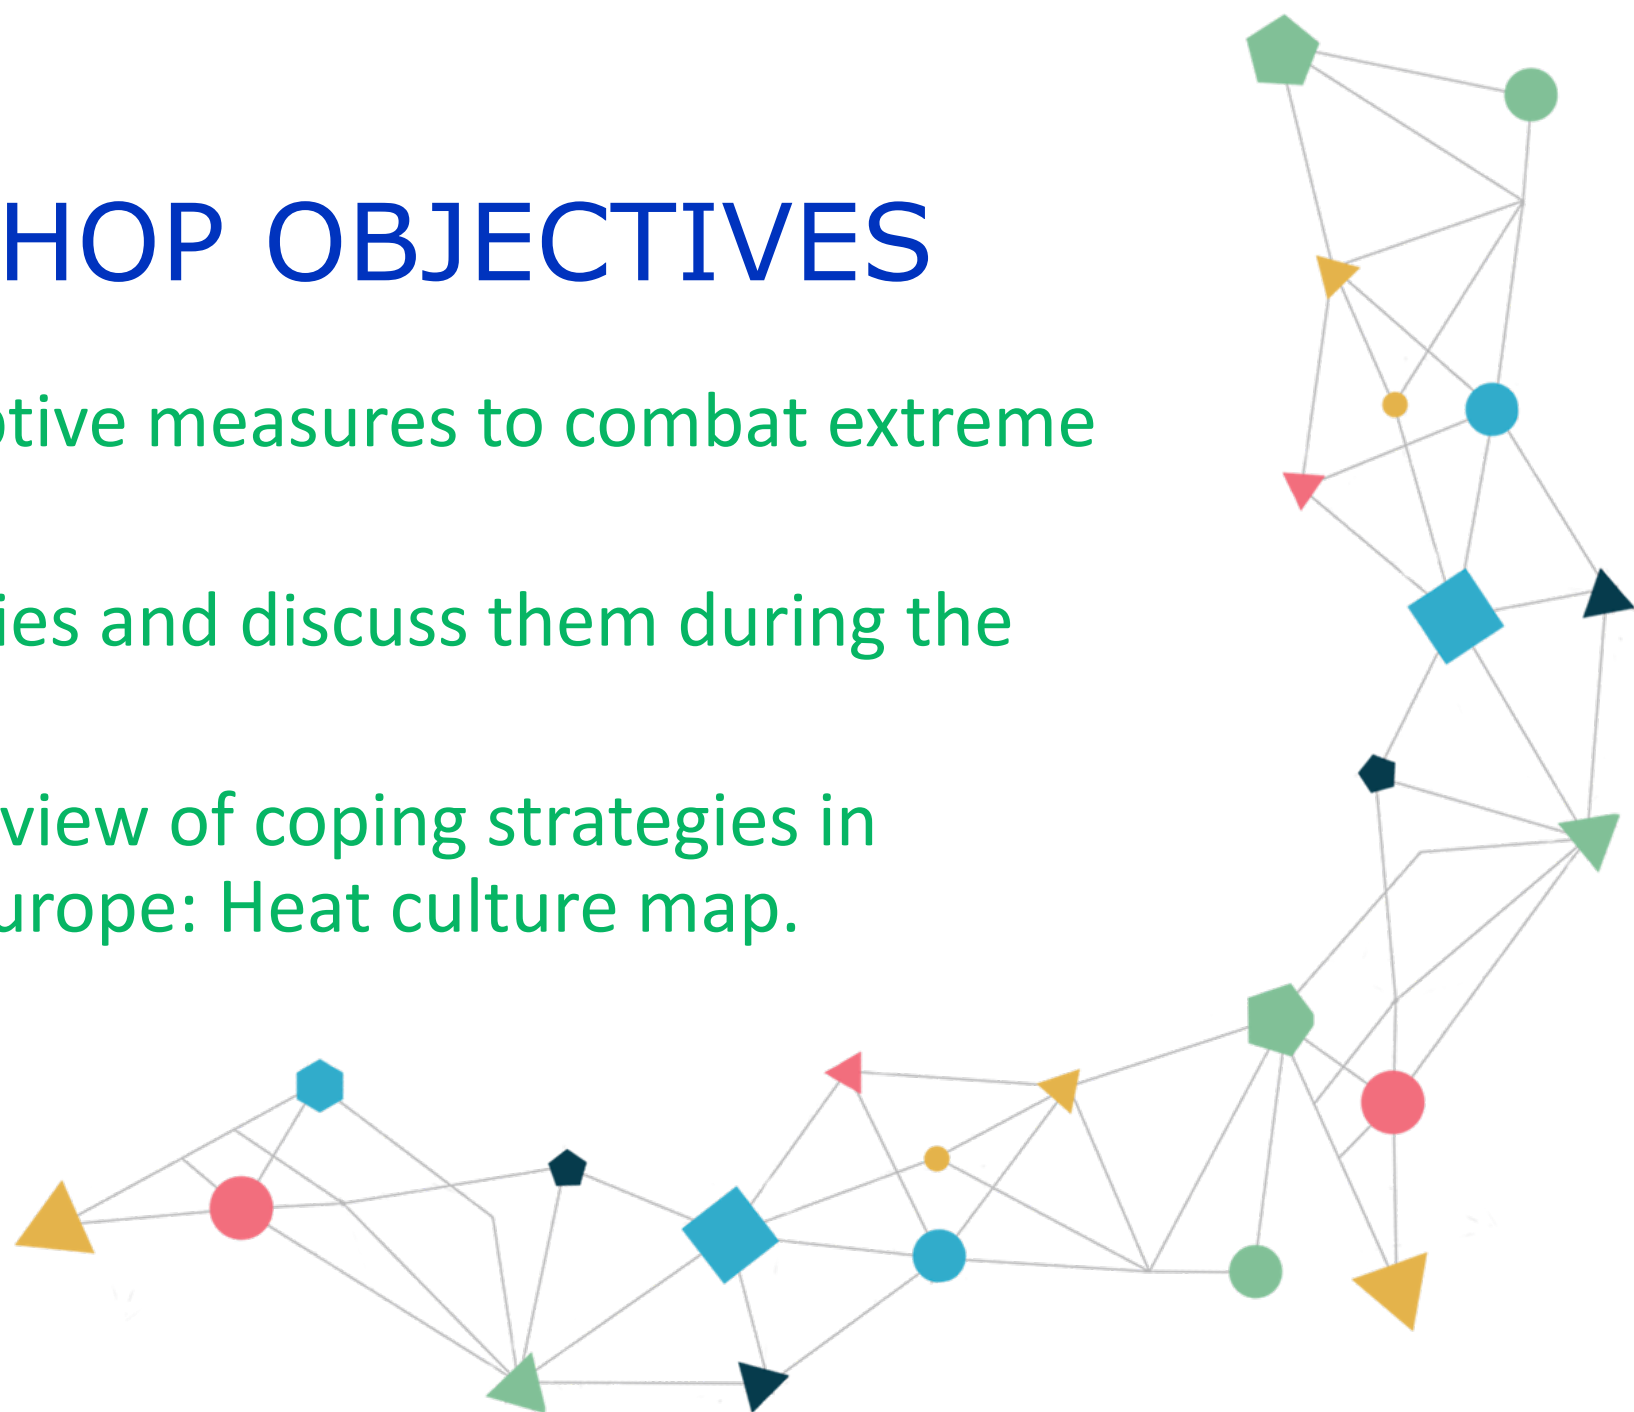 HOP OBJECTIVES
ptive measures to combat extreme
ies and discuss them during the
view of coping strategies in
urope: Heat culture map.